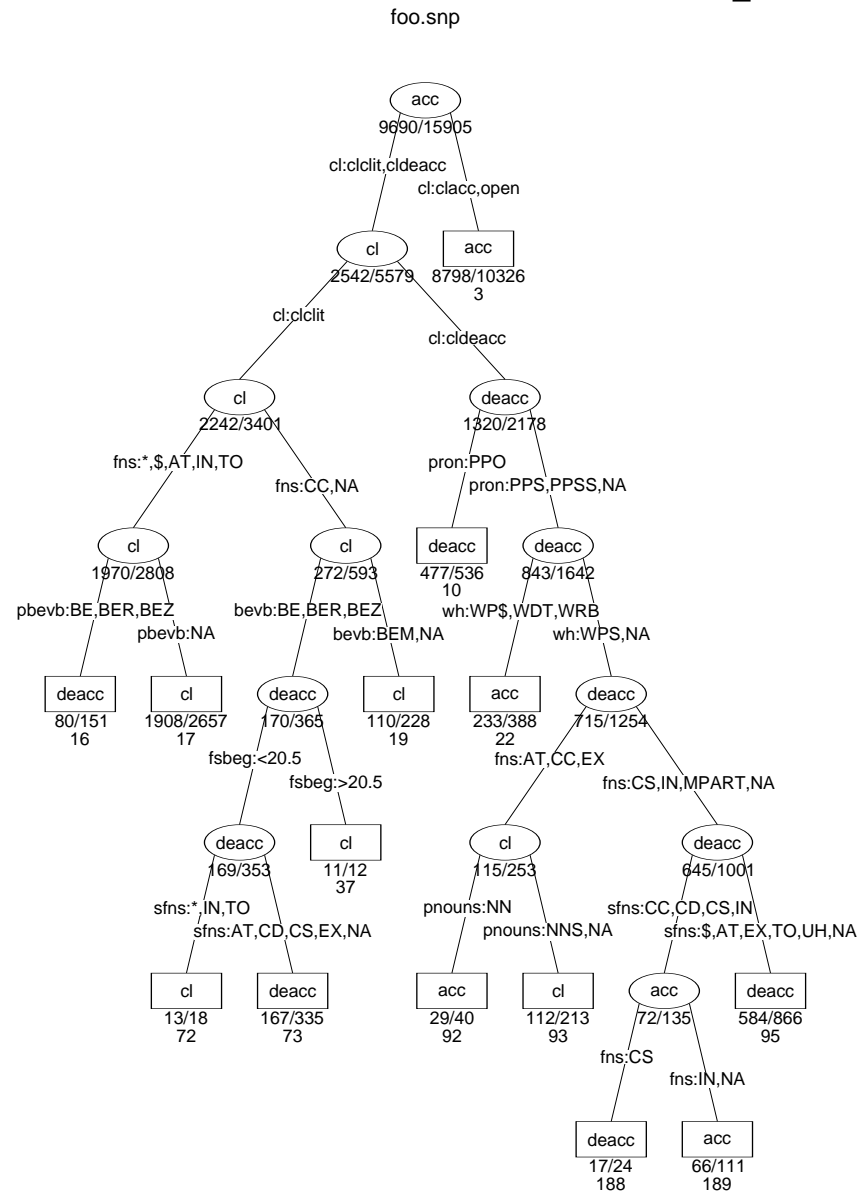 foo.snp
acc
9690/15905
cl:clclit,cldeacc
cl:clacc,open
cl
2542/5579
acc
8798/10326
3
cl:clclit
cl:cldeacc
cl
2242/3401
deacc
1320/2178
fns:*,$,AT,IN,TO
fns:CC,NA
pron:PPO
pron:PPS,PPSS,NA
cl
1970/2808
cl
272/593
deacc
477/536
10
deacc
843/1642
pbevb:BE,BER,BEZ
pbevb:NA
bevb:BE,BER,BEZ
bevb:BEM,NA
wh:WP$,WDT,WRB
wh:WPS,NA
deacc
80/151
16
cl
1908/2657
17
deacc
170/365
cl
110/228
19
acc
233/388
22
deacc
715/1254
fsbeg:<20.5
fsbeg:>20.5
fns:AT,CC,EX
fns:CS,IN,MPART,NA
deacc
169/353
cl
11/12
37
cl
115/253
deacc
645/1001
sfns:*,IN,TO
sfns:AT,CD,CS,EX,NA
pnouns:NN
pnouns:NNS,NA
sfns:CC,CD,CS,IN
sfns:$,AT,EX,TO,UH,NA
cl
13/18
72
deacc
167/335
73
acc
29/40
92
cl
112/213
93
acc
72/135
deacc
584/866
95
fns:CS
fns:IN,NA
deacc
17/24
188
acc
66/111
189